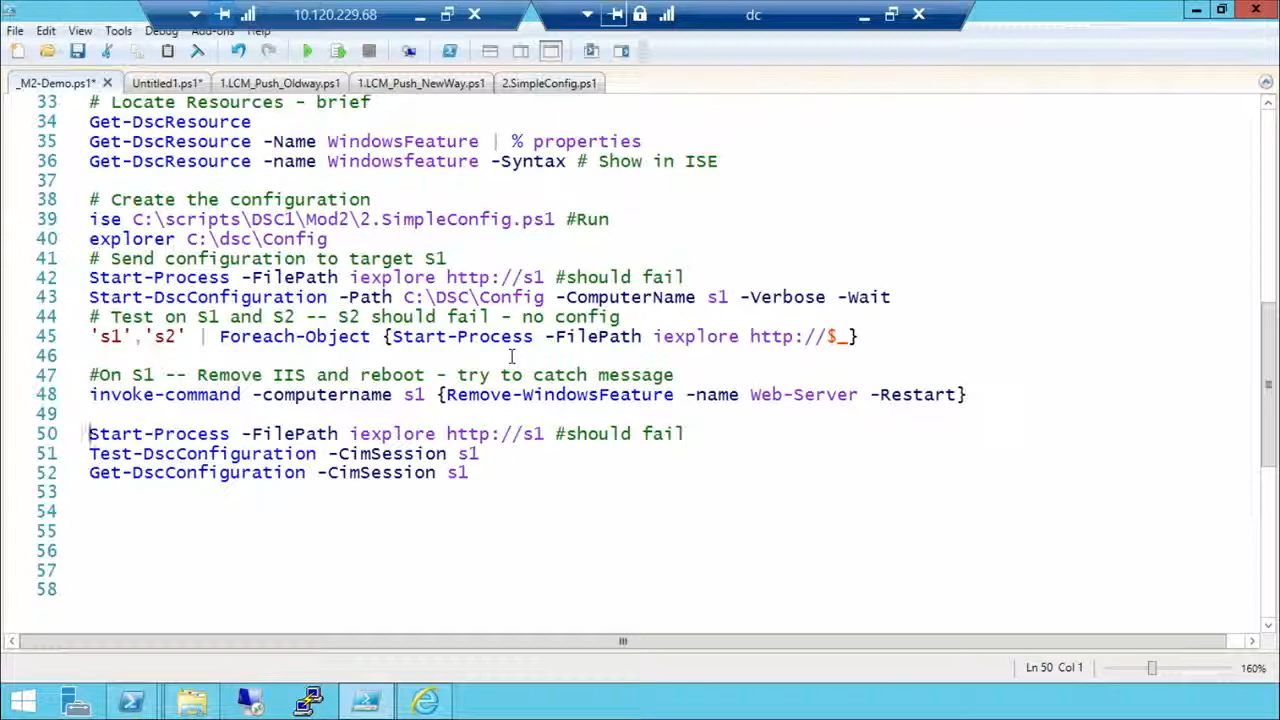 10.120.229.68
dc
File Edit View Tools Debug Add-ons Help
_M2-Demo.ps1* Untitled1.ps1* 1.LCM_Push_Oldway.ps1 1.LCM_Push_NewWay.ps1 2.SimpleConfig.ps1
33 # Locate Resources - brief
34 Get-DscResource
35 Get-DscResource -Name WindowsFeature | % properties
36 Get-DscResource -name Windowsfeature -Syntax # Show in ISE
37
38 # Create the configuration
39 ise C:\scripts\DSC1\Mod2\2.SimpleConfig.ps1 #Run
40 explorer C:\dsc\Config
41 # Send configuration to target S1
42 Start-Process -FilePath iexplore http://s1 #should fail
43 Start-DscConfiguration -Path C:\DSC\Config -ComputerName s1 -Verbose -Wait
44 # Test on S1 and S2 -- S2 should fail - no config
45 's1','s2' | Foreach-Object {Start-Process -FilePath iexplore http://$_}
46
47 #On S1 -- Remove IIS and reboot - try to catch message
48 invoke-command -computername s1 {Remove-WindowsFeature -name Web-Server -Restart}
49
50 Start-Process -FilePath iexplore http://s1 #should fail
51 Test-DscConfiguration -CimSession s1
52 Get-DscConfiguration -CimSession s1
53
54
55
56
57
58
Ln 50 Col 1
160%